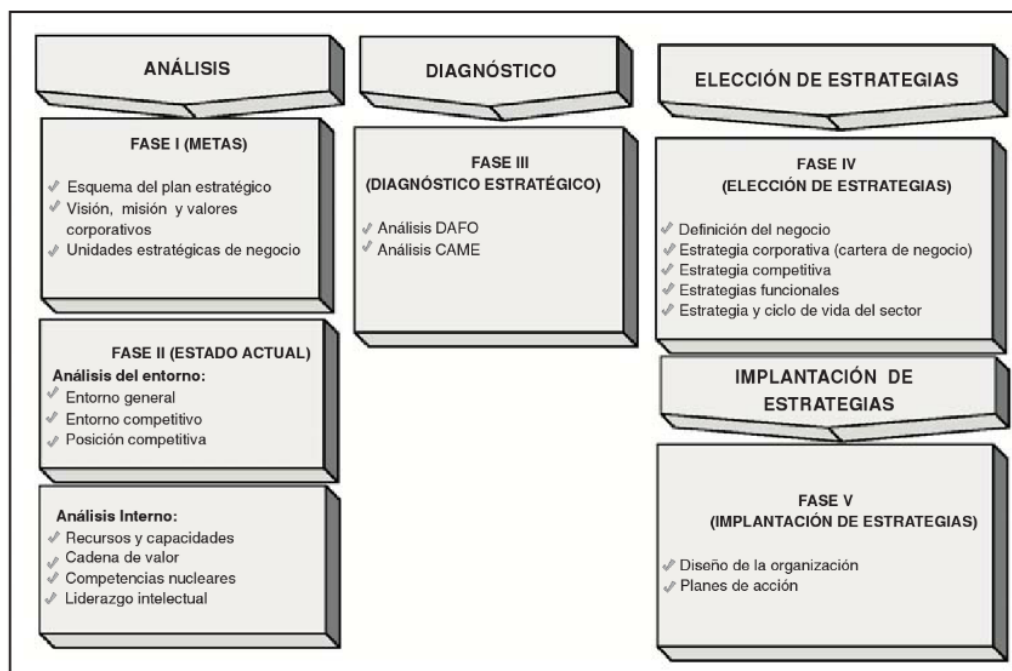 ANÁLISIS
FASE I (METAS)
Esquema del plan estratégico
Visión, misión y valores
corporativos
Unidades estratégicas de negocio
FASE II (ESTADO ACTUAL)
Análisis del entorno:
Entorno general
Entorno competitivo
Posición competitiva
Análisis Interno:
Recursos y capacidades
Cadena de valor
Competencias nucleares
Liderazgo intelectual
DIAGNÓSTICO
FASE III
(DIAGNÓSTICO ESTRATÉGICO)
Análisis DAFO
Análisis CAME
ELECCIÓN DE ESTRATEGIAS
FASE IV
(ELECCIÓN DE ESTRATEGIAS)
Definición del negocio
Estrategia corporativa (cartera de negocio)
Estrategia competitiva
Estrategias funcionales
Estrategia y ciclo de vida del sector
IMPLANTACIÓN DE
ESTRATEGIAS
FASE V
(IMPLANTACIÓN DE ESTRATEGIAS)
Diseño de la organización
Planes de acción